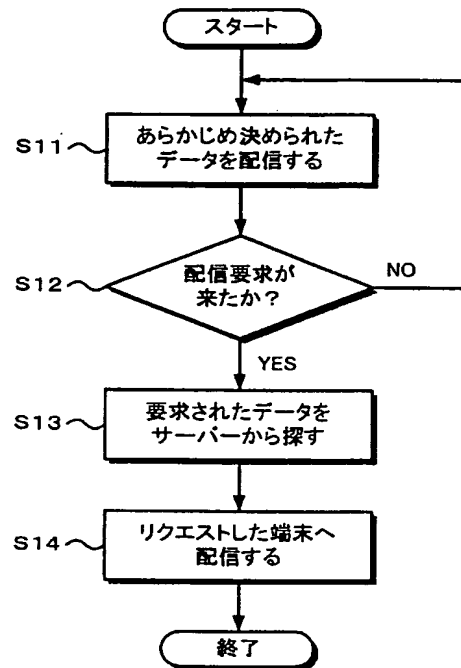 スタート
S11
あらかじめ決められた
データを配信する
S12
配信要求が
来たか？
NO
YES
S13
要求されたデータを
サーバーから探す
S14
リクエストした端末へ
配信する
終了